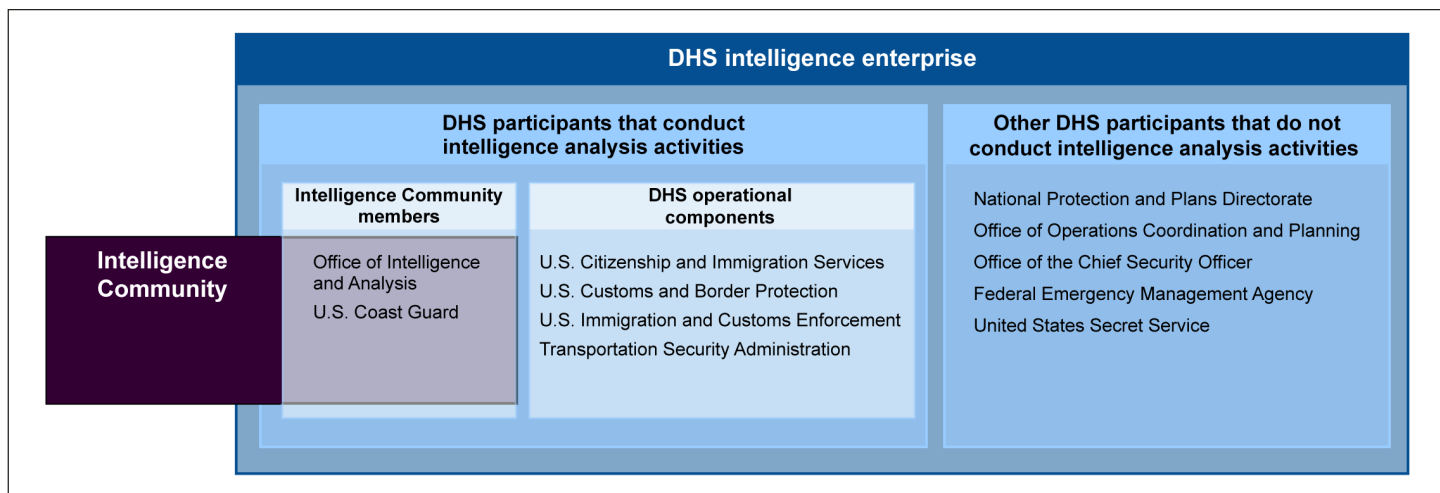 DHS intelligence enterprise
DHS participants that conduct
intelligence analysis activities
Intelligence Community
members
Intelligence
Community
Office of Intelligence
and Analysis
U.S. Coast Guard
DHS operational
components
U.S. Citizenship and Immigration Services
U.S. Customs and Border Protection
U.S. Immigration and Customs Enforcement
Transportation Security Administration
Other DHS participants that do not
conduct intelligence analysis activities
National Protection and Plans Directorate
Office of Operations Coordination and Planning
Office of the Chief Security Officer
Federal Emergency Management Agency
United States Secret Service